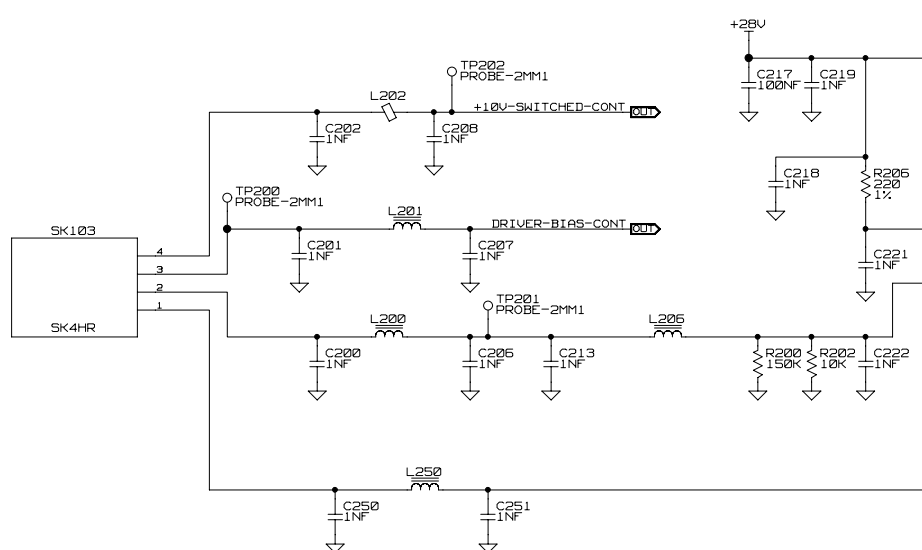 +28V
C217
100NF
C219
1NF
TP202
PROBE-2MM1
L202
+10V-SWITCHED-CONT
OUT
C202
1NF
C208
1NF
C218
1NF
R206
220
1%
TP200
PROBE-2MM1
L201
DRIVER-BIAS-CONT
OUT
SK103
4
3
2
1
SK4HR
C201
1NF
C207
1NF
C221
1NF
TP201
PROBE-2MM1
L200
L206
C200
1NF
C206
1NF
C213
1NF
R200
150K
R202
10K
C222
1NF
L250
C250
1NF
C251
1NF